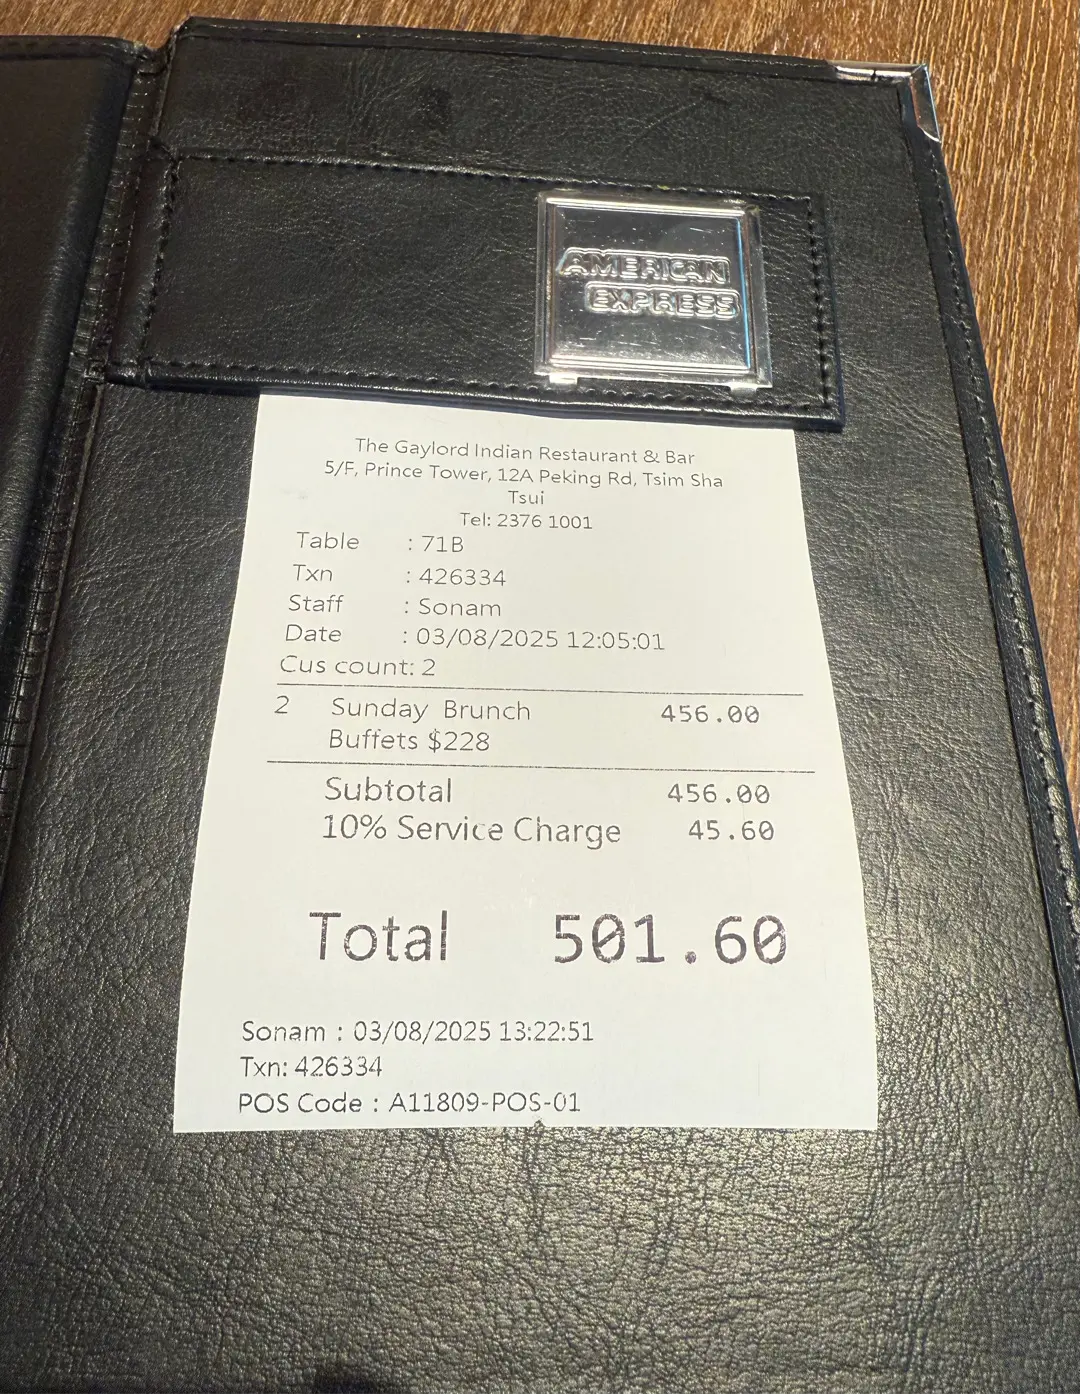 AMERICAN
EXPRESS
The Gaylord Indian Restaurant & Bar
5/F, Prince Tower, 12A Peking Rd, Tsim Sha
Tsui
Tel: 2376 1001
Table : 71B
Txn : 426334
Staff : Sonam
Date : 03/08/2025 12:05:01
Cus count: 2
2 Sunday Brunch 456.00
Buffets $228
Subtotal 456.00
10% Service Charge 45.60
Total 501.60
Sonam : 03/08/2025 13:22:51
Txn: 426334
POS Code : A11809-POS-01